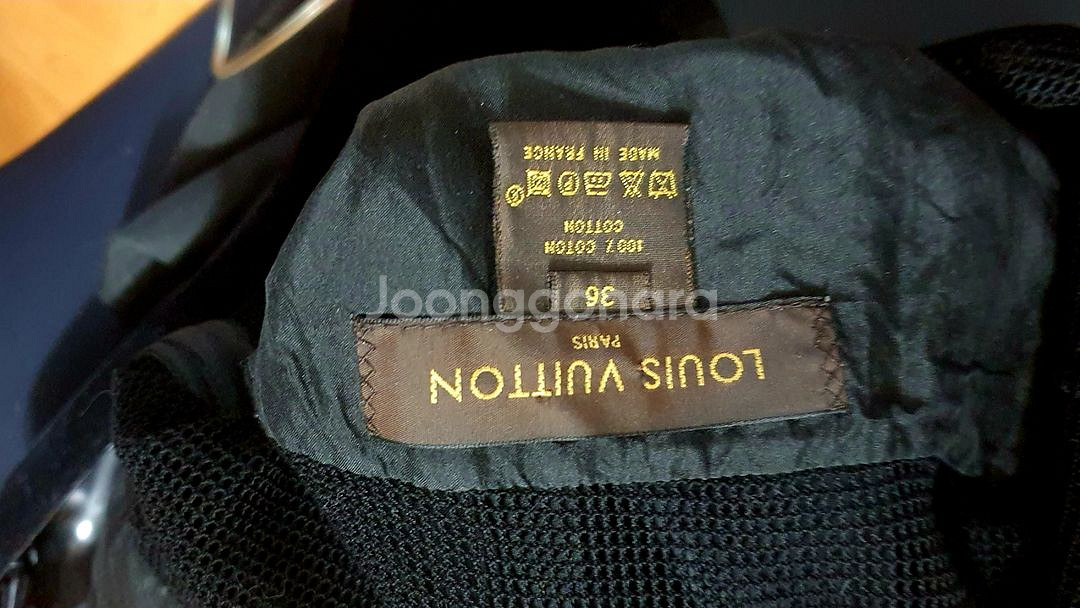 LOUIS VUITTON
PARIS
36
100% COTON
COTTON
MADE IN FRANCE
Joonggonara